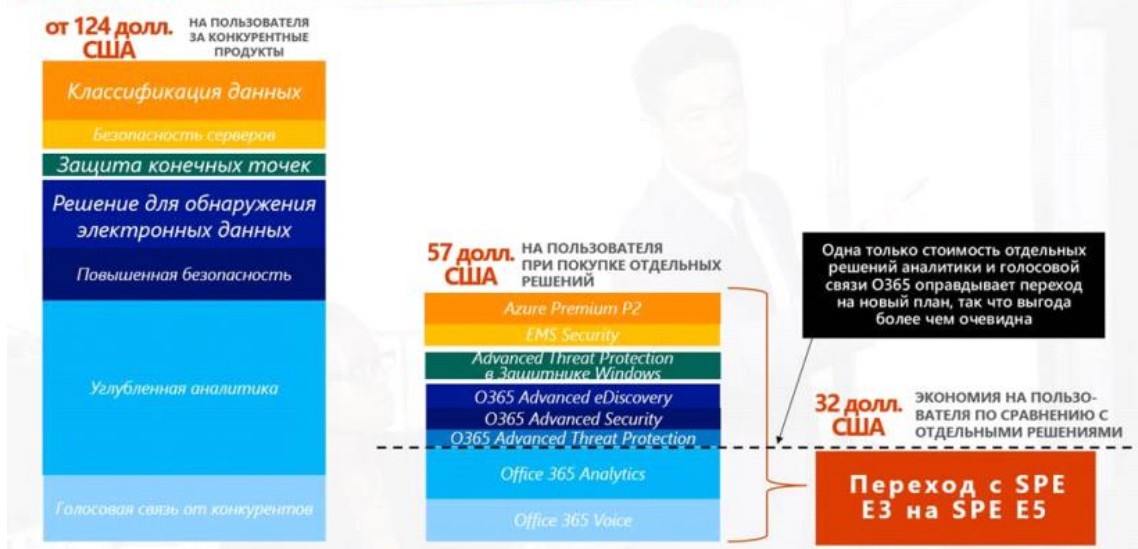 от 124 долл.
США
НА ПОЛЬЗОВАТЕЛЯ
ЗА КОНКУРЕНТНЫЕ
ПРОДУКТЫ
Классификация данных
Безопасность серверов
Защита конечных точек
Решение для обнаружения
электронных данных
Повышенная безопасность
Углубленная аналитика
Голосовая связь от конкурентов
57 долл.
США
НА ПОЛЬЗОВАТЕЛЯ
ПРИ ПОКУПКЕ ОТДЕЛЬНЫХ
РЕШЕНИЙ
Azure Premium P2
EMS Security
Advanced Threat Protection
в Защитнике Windows
O365 Advanced eDiscovery
O365 Advanced Security
O365 Advanced Threat Protection
Office 365 Analytics
Office 365 Voice
Одна только стоимость отдельных
решений аналитики и голосовой
связи O365 оправдывает переход
на новый план, так что выгода
более чем очевидна
32 долл.
США
ЭКОНОМИЯ НА ПОЛЬЗО-
ВАТЕЛЯ ПО СРАВНЕНИЮ С
ОТДЕЛЬНЫМИ РЕШЕНИЯМИ
Переход с SPE
E3 на SPE E5